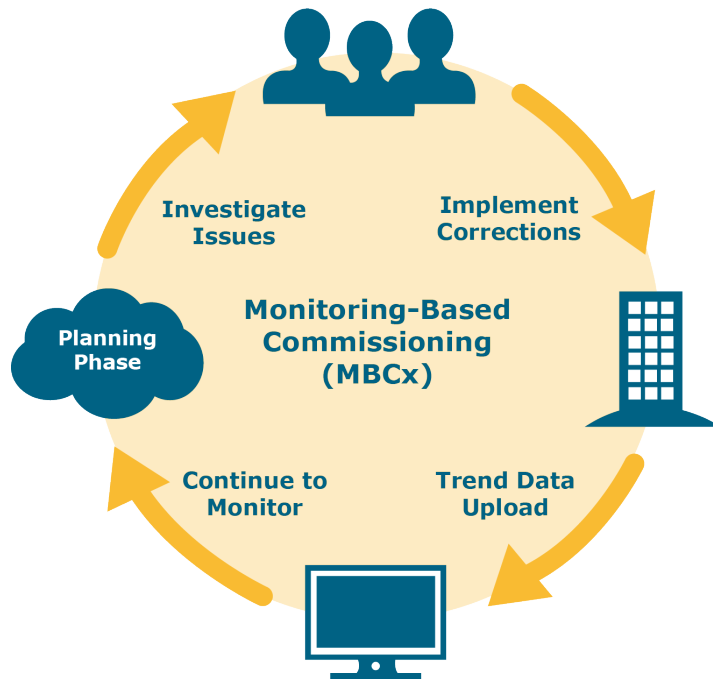 Investigate
Issues
Implement
Corrections
Monitoring-Based
Commissioning
(MBCx)
Planning
Phase
Continue to
Monitor
Trend Data
Upload